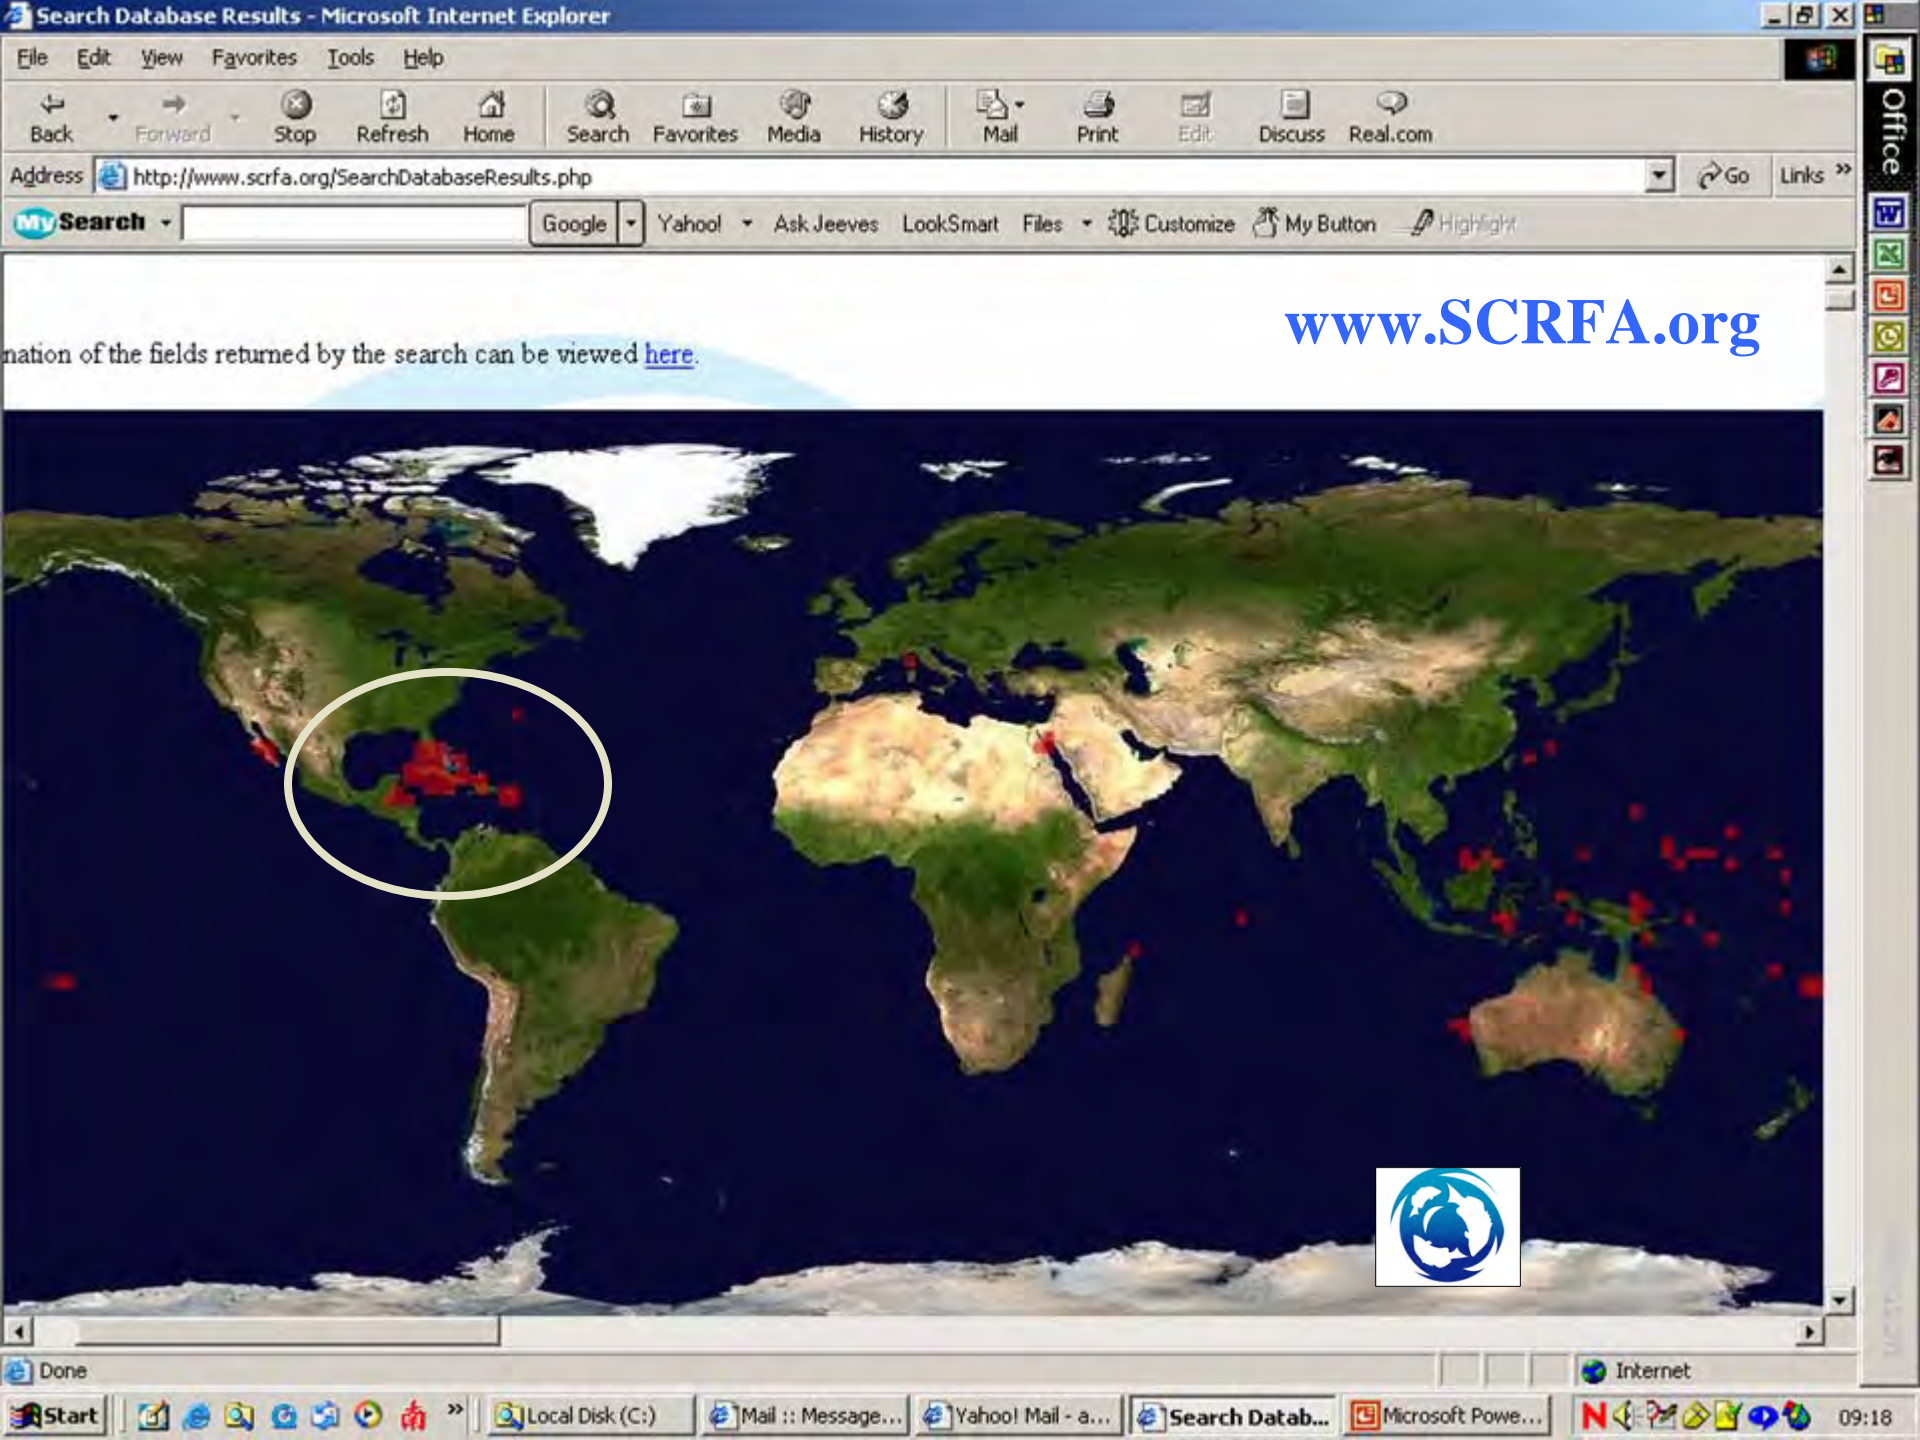 Search Database Results - Microsoft Internet Explorer
File Edit View Favorites Tools Help
Back Forward Stop Refresh Home Search Favorites Media History Mail Print Edit Discuss Real.com
Address http://www.scrfa.org/SearchDatabaseResults.php Go Links »
My Search Google Yahoo! Ask Jeeves LookSmart Files Customize My Button Highlight
Office
www.SCRFA.org
nation of the fields returned by the search can be viewed here.
Done Internet
Start » Local Disk (C:) Mail :: Message... Yahoo! Mail - a... Search Datab... Microsoft Powe... N 09:18
南